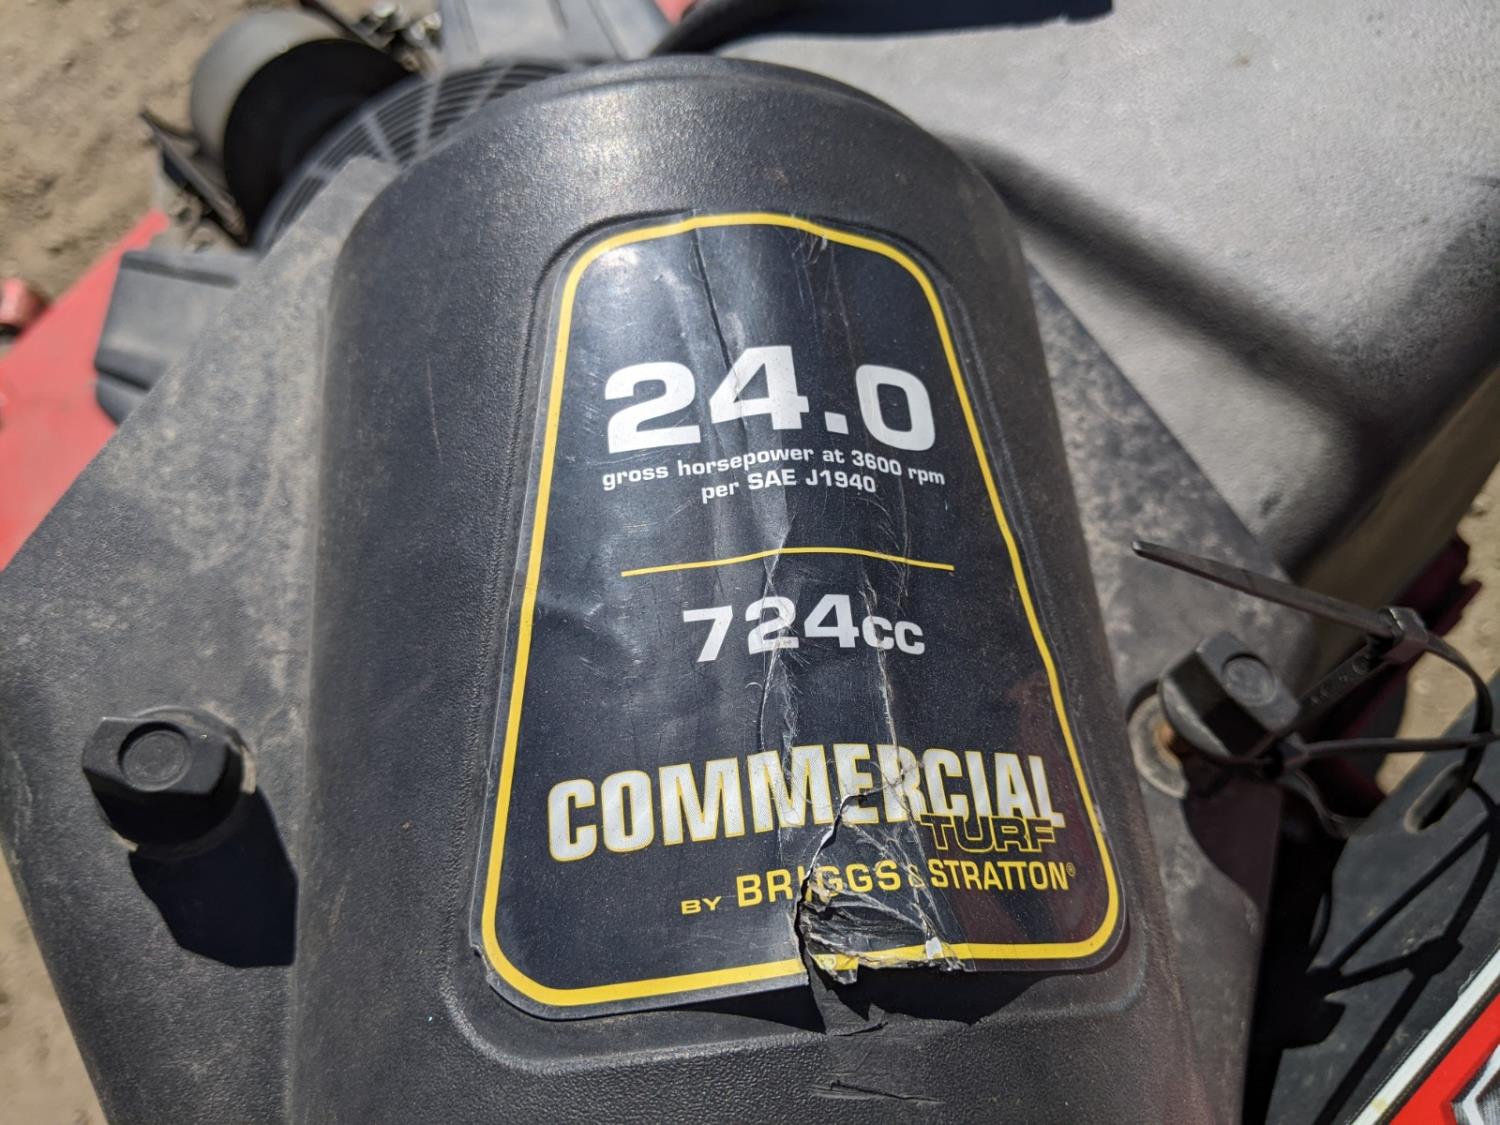 24.0
gross horsepower at 3600 rpm
per SAE J1940
724cc
COMMERCIAL
TURF
BY BRIGGS & STRATTON®